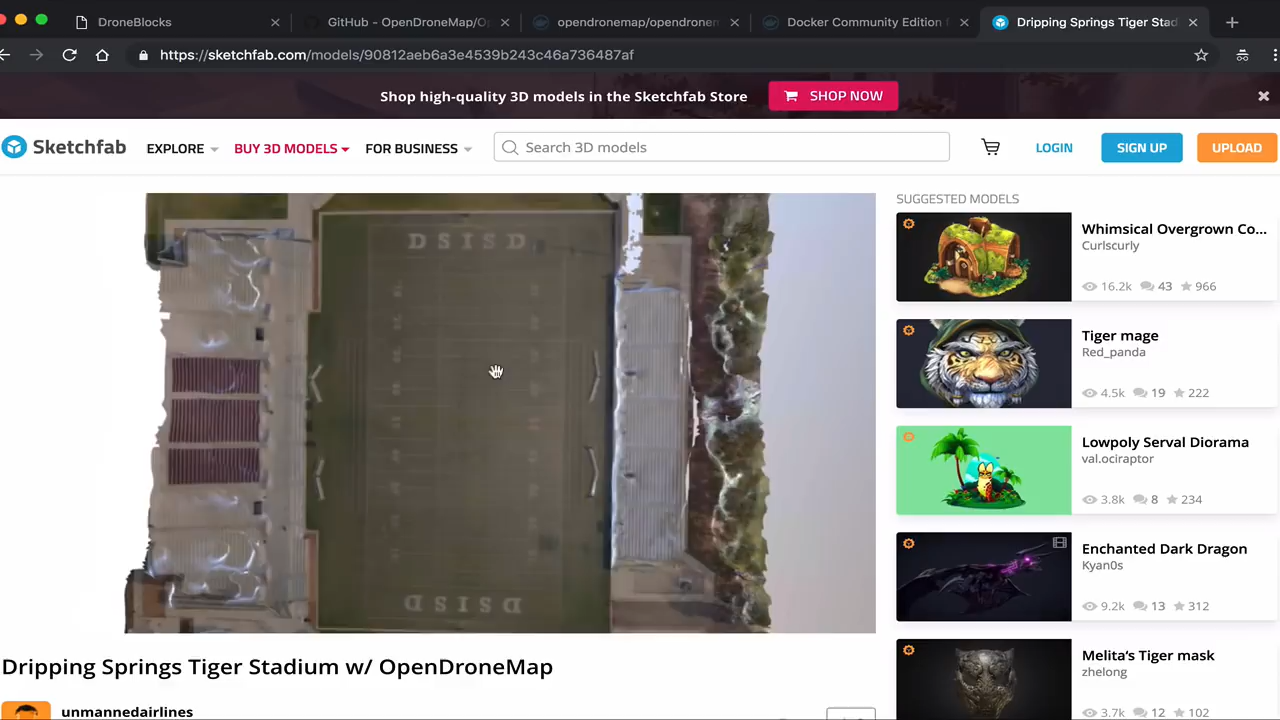 DroneBlocks
GitHub - OpenDroneMap/O
opendronemap/opendronem
Docker Community Edition
Dripping Springs Tiger Stad
https://sketchfab.com/models/90812aeb6a3e4539b243c46a736487af
Shop high-quality 3D models in the Sketchfab Store
SHOP NOW
Sketchfab
EXPLORE
BUY 3D MODELS
FOR BUSINESS
Search 3D models
LOGIN
SIGN UP
UPLOAD
DSISD
DSISD
SUGGESTED MODELS
Whimsical Overgrown Co...
Curlscurly
16.2k 43 966
Tiger mage
Red_panda
4.5k 19 222
Lowpoly Serval Diorama
val.ociraptor
3.8k 8 234
Enchanted Dark Dragon
Kyan0s
9.2k 13 312
Melita's Tiger mask
zhelong
3.7k 12 102
Dripping Springs Tiger Stadium w/ OpenDroneMap
unmannedairlines